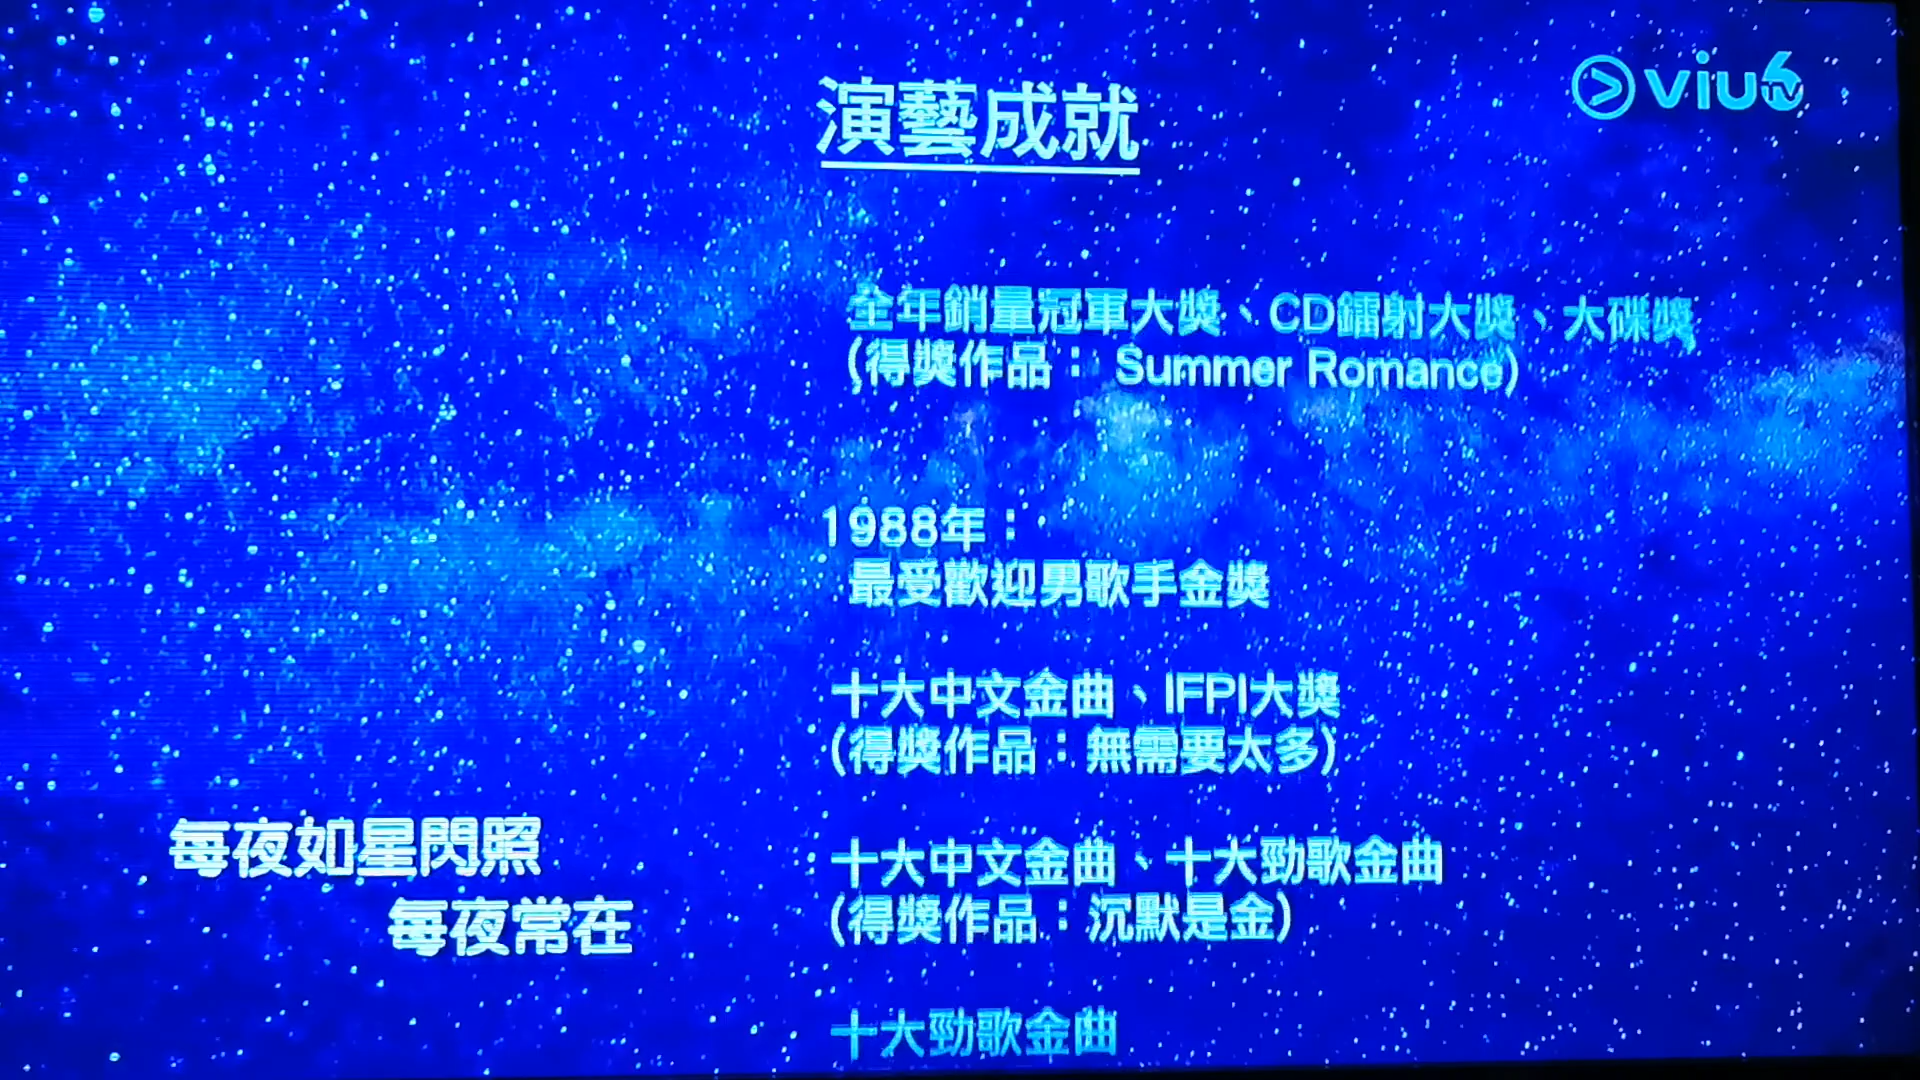 viu6
TV
演藝成就
全年銷量冠軍大獎、CD鐳射大獎、大碟獎
(得獎作品： Summer Romance)
1988年：
最受歡迎男歌手金獎
十大中文金曲、IFPI大獎
(得獎作品：無需要太多)
十大中文金曲、十大勁歌金曲
(得獎作品：沉默是金)
十大勁歌金曲
每夜如星閃照
每夜常在